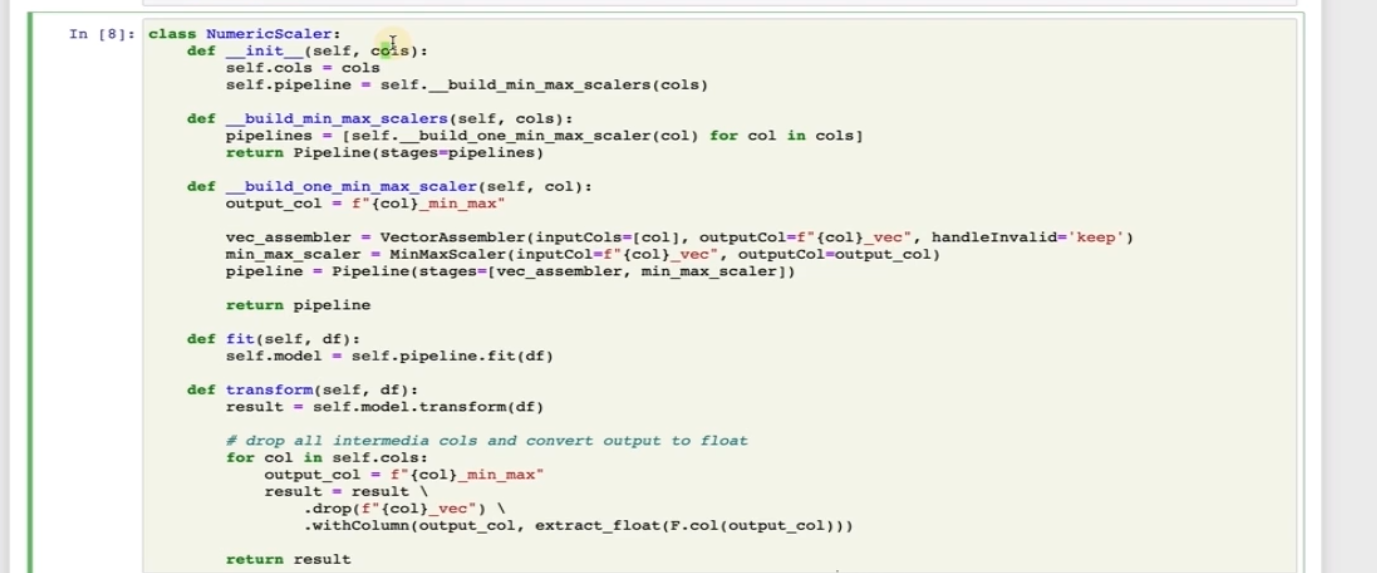 In [8]: class NumericScaler:
    def __init__(self, cols):
        self.cols = cols
        self.pipeline = self.__build_min_max_scalers(cols)

    def __build_min_max_scalers(self, cols):
        pipelines = [self.__build_one_min_max_scaler(col) for col in cols]
        return Pipeline(stages=pipelines)

    def __build_one_min_max_scaler(self, col):
        output_col = f"{col}_min_max"

        vec_assembler = VectorAssembler(inputCols=[col], outputCol=f"{col}_vec", handleInvalid='keep')
        min_max_scaler = MinMaxScaler(inputCol=f"{col}_vec", outputCol=output_col)
        pipeline = Pipeline(stages=[vec_assembler, min_max_scaler])

        return pipeline

    def fit(self, df):
        self.model = self.pipeline.fit(df)

    def transform(self, df):
        result = self.model.transform(df)

        # drop all intermedia cols and convert output to float
        for col in self.cols:
            output_col = f"{col}_min_max"
            result = result \
                .drop(f"{col}_vec") \
                .withColumn(output_col, extract_float(F.col(output_col)))

        return result